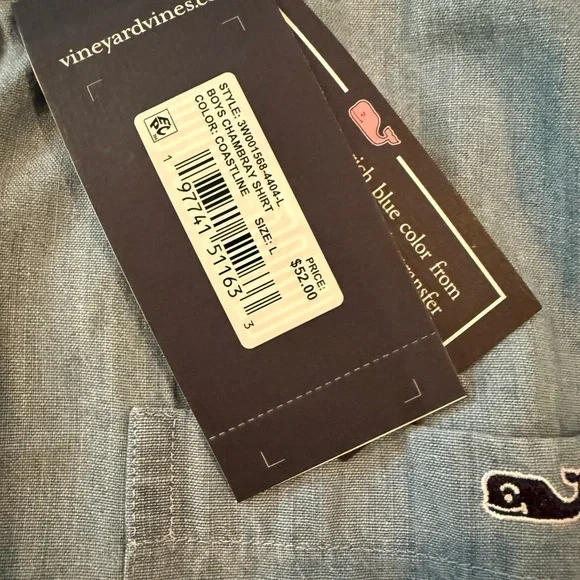 vineyardvines.co
STYLE: 3W001568-4404-L
BOYS CHAMBRAY SHIRT
COLOR: COASTLINE SIZE: L
1 97741 51163 3
PRICE:
$52.00
blue color from